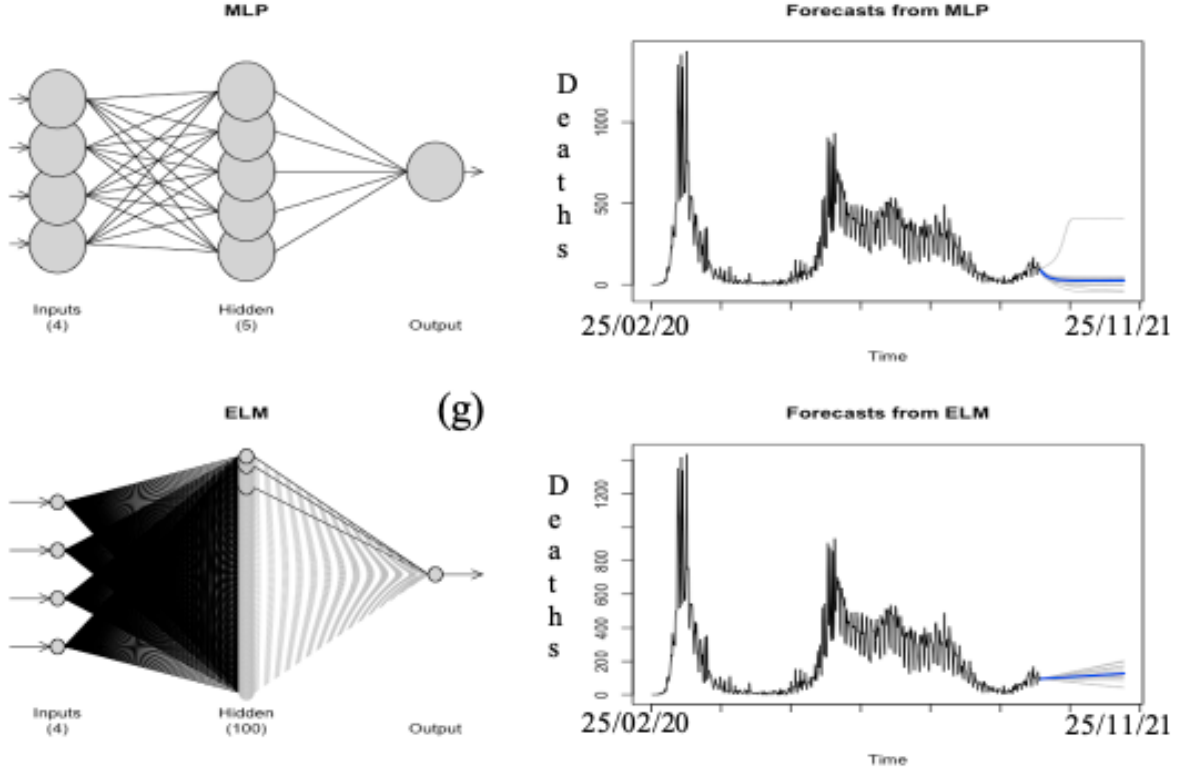 MLP
Inputs
(4)
Hidden
(5)
Output
Forecasts from MLP
Deaths
1000
500
0
25/02/20 25/11/21
Time
(g)
ELM
Inputs
(4)
Hidden
(100)
Output
Forecasts from ELM
Deaths
1200
800
600
400
200
0
25/02/20 25/11/21
Time